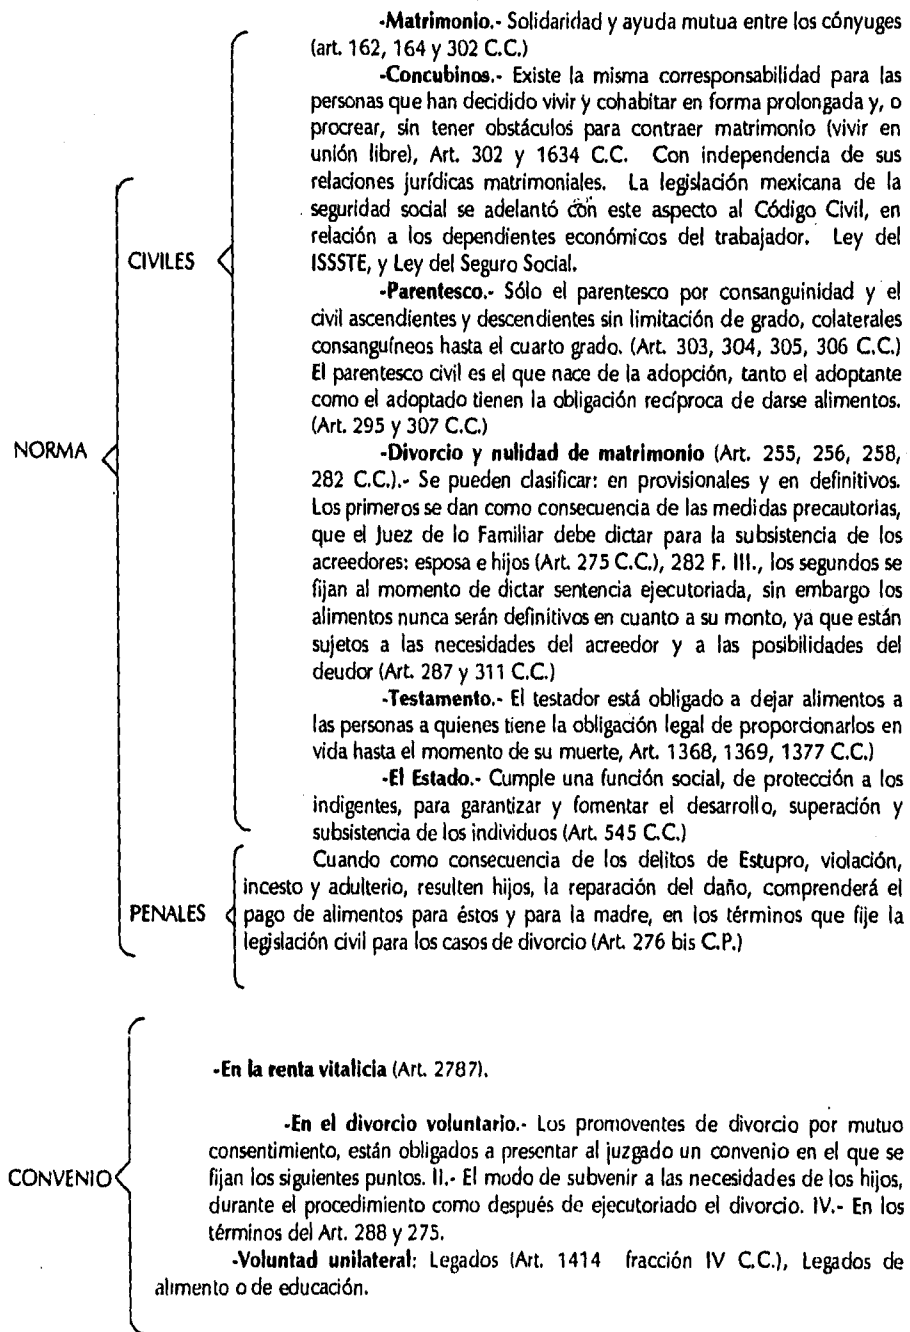 -Matrimonio.- Solidaridad y ayuda mutua entre los cónyuges
(art. 162, 164 y 302 C.C.)
-Concubinos.- Existe la misma corresponsabilidad para las
personas que han decidido vivir y cohabitar en forma prolongada y, o
procrear, sin tener obstáculos para contraer matrimonio (vivir en
unión libre), Art. 302 y 1634 C.C. Con independencia de sus
relaciones jurídicas matrimoniales. La legislación mexicana de la
seguridad social se adelantó con este aspecto al Código Civil, en
relación a los dependientes económicos del trabajador. Ley del
ISSSTE, y Ley del Seguro Social.
CIVILES
-Parentesco.- Sólo el parentesco por consanguinidad y el
civil ascendientes y descendientes sin limitación de grado, colaterales
consanguíneos hasta el cuarto grado. (Art. 303, 304, 305, 306 C.C.)
El parentesco civil es el que nace de la adopción, tanto el adoptante
como el adoptado tienen la obligación recíproca de darse alimentos.
(Art. 295 y 307 C.C.)
NORMA
-Divorcio y nulidad de matrimonio (Art. 255, 256, 258,
282 C.C.).- Se pueden clasificar: en provisionales y en definitivos.
Los primeros se dan como consecuencia de las medidas precautorias,
que el Juez de lo Familiar debe dictar para la subsistencia de los
acreedores: esposa e hijos (Art. 275 C.C.), 282 F. III., los segundos se
fijan al momento de dictar sentencia ejecutoriada, sin embargo los
alimentos nunca serán definitivos en cuanto a su monto, ya que están
sujetos a las necesidades del acreedor y a las posibilidades del
deudor (Art. 287 y 311 C.C.)
-Testamento.- El testador está obligado a dejar alimentos a
las personas a quienes tiene la obligación legal de proporcionarlos en
vida hasta el momento de su muerte, Art. 1368, 1369, 1377 C.C.)
-El Estado.- Cumple una función social, de protección a los
indigentes, para garantizar y fomentar el desarrollo, superación y
subsistencia de los individuos (Art. 545 C.C.)
PENALES
Cuando como consecuencia de los delitos de Estupro, violación,
incesto y adulterio, resulten hijos, la reparación del daño, comprenderá el
pago de alimentos para éstos y para la madre, en los términos que fije la
legislación civil para los casos de divorcio (Art. 276 bis C.P.)
CONVENIO
-En la renta vitalicia (Art. 2787).
-En el divorcio voluntario.- Los promoventes de divorcio por mutuo
consentimiento, están obligados a presentar al juzgado un convenio en el que se
fijan los siguientes puntos. II.- El modo de subvenir a las necesidades de los hijos,
durante el procedimiento como después de ejecutoriado el divorcio. IV.- En los
términos del Art. 288 y 275.
-Voluntad unilateral: Legados (Art. 1414 fracción IV C.C.), Legados de
alimento o de educación.